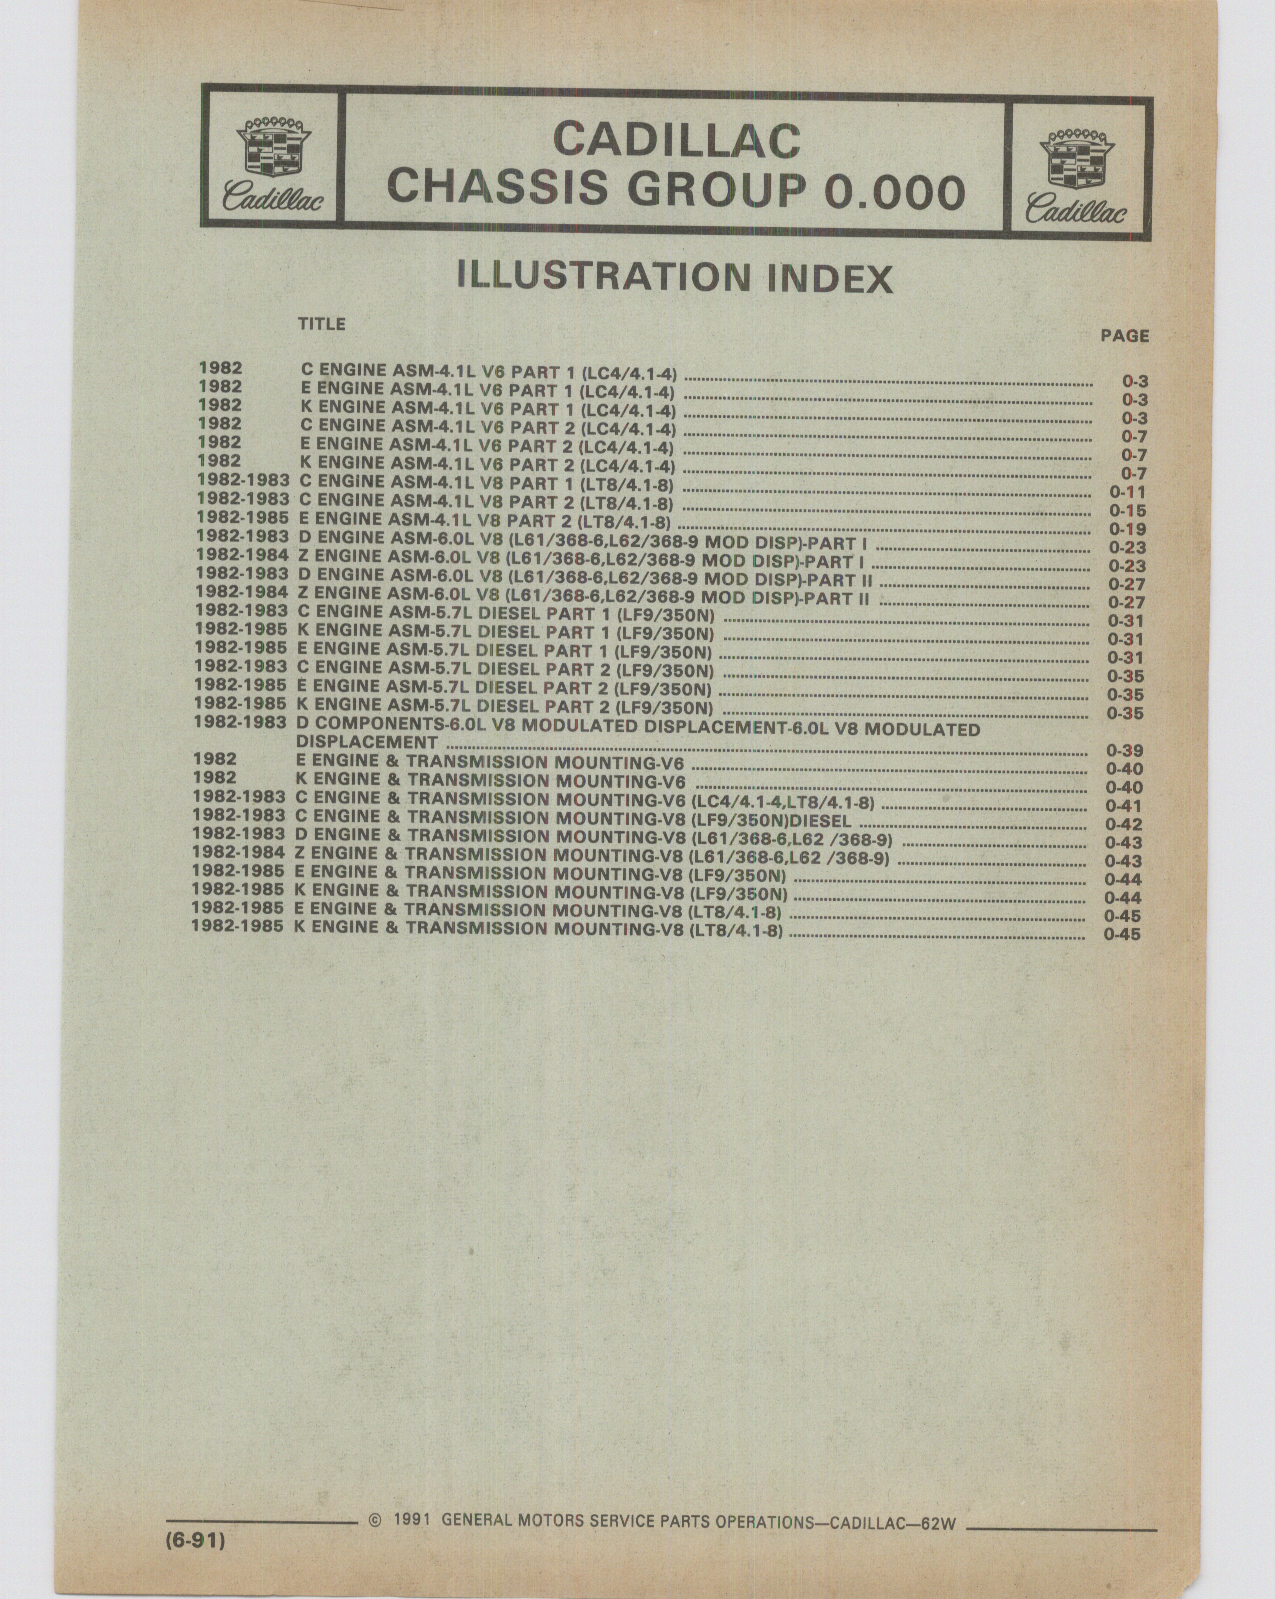 CADILLAC
CHASSIS GROUP 0.000
Cadillac
Cadillac
ILLUSTRATION INDEX
TITLE PAGE
1982 C ENGINE ASM-4.1L V6 PART 1 (LC4/4.1-4) 0-3
1982 E ENGINE ASM-4.1L V6 PART 1 (LC4/4.1-4) 0-3
1982 K ENGINE ASM-4.1L V6 PART 1 (LC4/4.1-4) 0-3
1982 C ENGINE ASM-4.1L V6 PART 2 (LC4/4.1-4) 0-7
1982 E ENGINE ASM-4.1L V6 PART 2 (LC4/4.1-4) 0-7
1982 K ENGINE ASM-4.1L V6 PART 2 (LC4/4.1-4) 0-7
1982-1983 C ENGINE ASM-4.1L V8 PART 1 (LT8/4.1-8) 0-11
1982-1983 C ENGINE ASM-4.1L V8 PART 2 (LT8/4.1-8) 0-15
1982-1985 E ENGINE ASM-4.1L V8 PART 2 (LT8/4.1-8) 0-19
1982-1983 D ENGINE ASM-6.0L V8 (L61/368-6,L62/368-9 MOD DISP)-PART I 0-23
1982-1984 Z ENGINE ASM-6.0L V8 (L61/368-6,L62/368-9 MOD DISP)-PART I 0-23
1982-1983 D ENGINE ASM-6.0L V8 (L61/368-6,L62/368-9 MOD DISP)-PART II 0-27
1982-1984 Z ENGINE ASM-6.0L V8 (L61/368-6,L62/368-9 MOD DISP)-PART II 0-27
1982-1983 C ENGINE ASM-5.7L DIESEL PART 1 (LF9/350N) 0-31
1982-1985 K ENGINE ASM-5.7L DIESEL PART 1 (LF9/350N) 0-31
1982-1985 E ENGINE ASM-5.7L DIESEL PART 1 (LF9/350N) 0-31
1982-1983 C ENGINE ASM-5.7L DIESEL PART 2 (LF9/350N) 0-35
1982-1985 E ENGINE ASM-5.7L DIESEL PART 2 (LF9/350N) 0-35
1982-1985 K ENGINE ASM-5.7L DIESEL PART 2 (LF9/350N) 0-35
1982-1983 D COMPONENTS-6.0L V8 MODULATED DISPLACEMENT-6.0L V8 MODULATED
DISPLACEMENT 0-39
1982 E ENGINE & TRANSMISSION MOUNTING-V6 0-40
1982 K ENGINE & TRANSMISSION MOUNTING-V6 0-40
1982-1983 C ENGINE & TRANSMISSION MOUNTING-V6 (LC4/4.1-4,LT8/4.1-8) 0-41
1982-1983 C ENGINE & TRANSMISSION MOUNTING-V8 (LF9/350N)DIESEL 0-42
1982-1983 D ENGINE & TRANSMISSION MOUNTING-V8 (L61/368-6,L62 /368-9) 0-43
1982-1984 Z ENGINE & TRANSMISSION MOUNTING-V8 (L61/368-6,L62 /368-9) 0-43
1982-1985 E ENGINE & TRANSMISSION MOUNTING-V8 (LF9/350N) 0-44
1982-1985 K ENGINE & TRANSMISSION MOUNTING-V8 (LF9/350N) 0-44
1982-1985 E ENGINE & TRANSMISSION MOUNTING-V8 (LT8/4.1-8) 0-45
1982-1985 K ENGINE & TRANSMISSION MOUNTING-V8 (LT8/4.1-8) 0-45
© 1991 GENERAL MOTORS SERVICE PARTS OPERATIONS—CADILLAC—62W
(6-91)